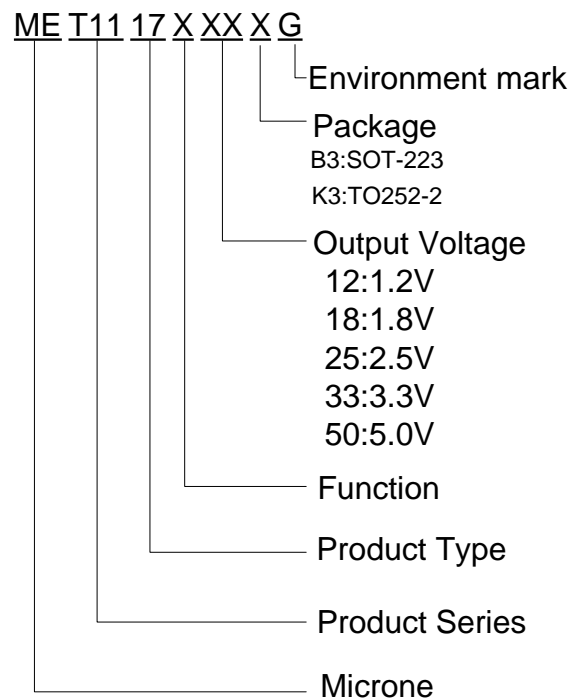 ME T11 17 X XX X G
Environment mark
Package
B3:SOT-223
K3:TO252-2
Output Voltage
12:1.2V
18:1.8V
25:2.5V
33:3.3V
50:5.0V
Function
Product Type
Product Series
Microne